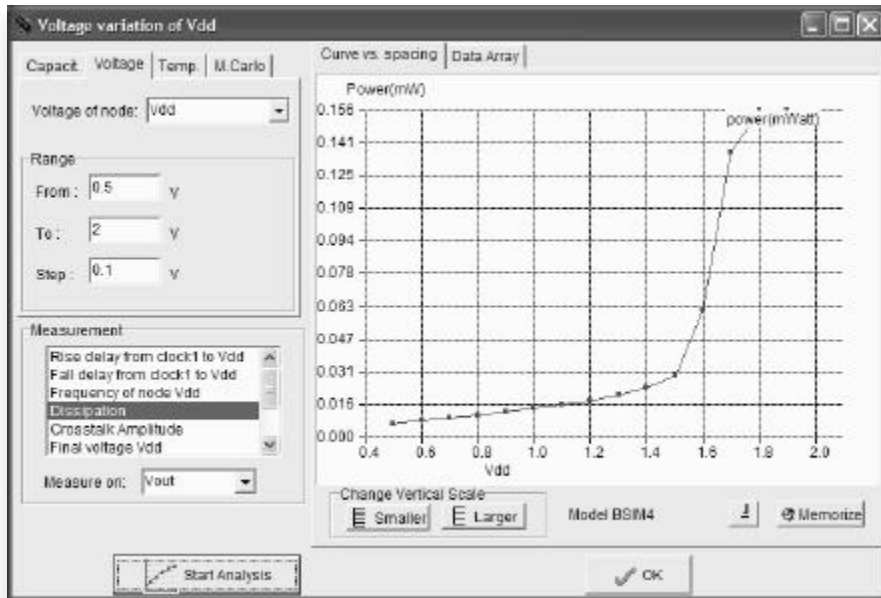 Voltage variation of Vdd
Capacit. Voltage Temp. M.Carlo
Voltage of node: Vdd
Range
From : 0.5 V
To : 2 V
Step : 0.1 V
Measurement
Rise delay from clock1 to Vdd
Fall delay from clock1 to Vdd
Frequency of node Vdd
Dissipation
Crosstalk Amplitude
Final voltage Vdd
Measure on: Vout
Start Analysis
Curve vs. spacing Data Array
Power(mW)
power(mWatt)
0.156
0.141
0.125
0.109
0.094
0.078
0.063
0.047
0.031
0.016
0.000
0.4 0.6 0.8 1.0 1.2 1.4 1.6 1.8 2.0
Vdd
Change Vertical Scale
Smaller Larger
Model BSIM4
Memorize
OK